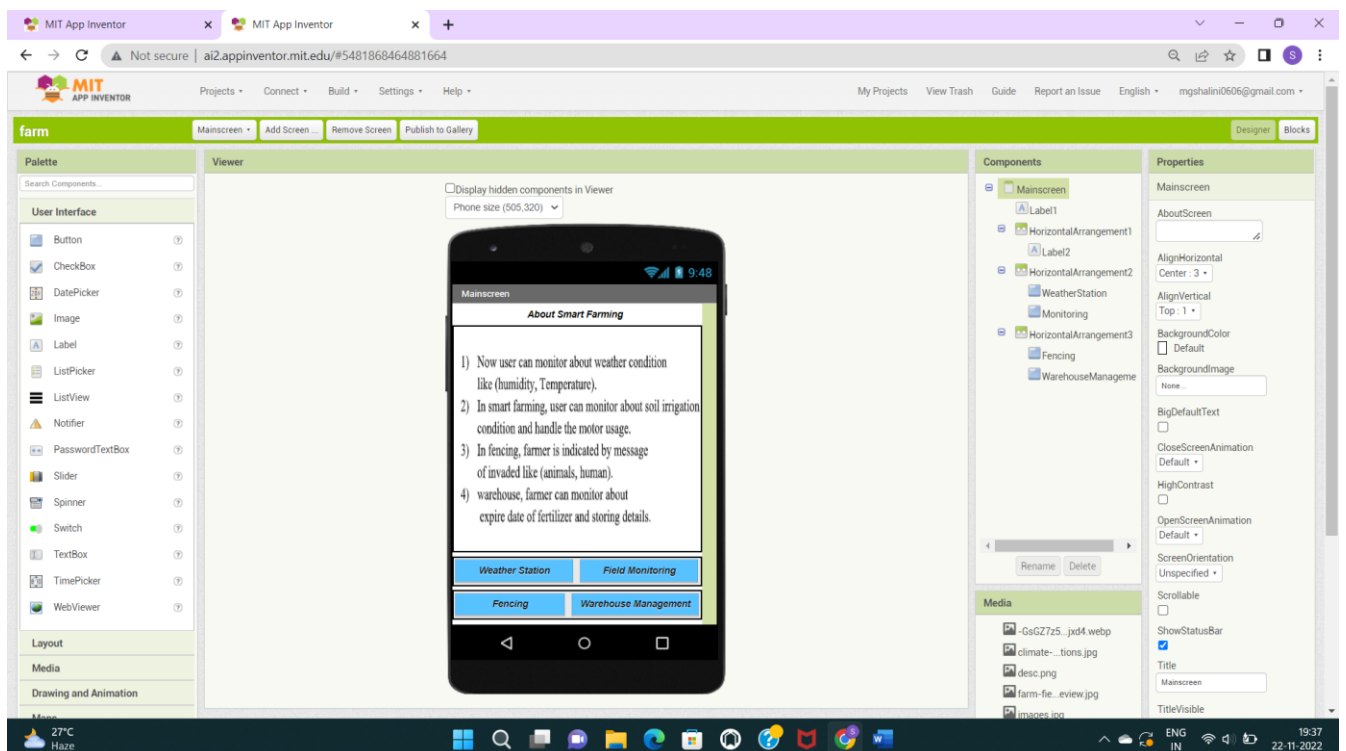 MIT App Inventor
MIT App Inventor
Not secure | ai2.appinventor.mit.edu/#5481868464881664
S
MIT
APP INVENTOR
Projects Connect Build Settings Help
My Projects View Trash Guide Report an Issue English mgshalini0606@gmail.com
farm
Mainscreen Add Screen ... Remove Screen Publish to Gallery
Designer Blocks
Palette
Search Components...
User Interface
Button
CheckBox
DatePicker
Image
Label
ListPicker
ListView
Notifier
PasswordTextBox
Slider
Spinner
Switch
TextBox
TimePicker
WebViewer
Layout
Media
Drawing and Animation
Maps
Viewer
Display hidden components in Viewer
Phone size (505,320)
9:48
Mainscreen
About Smart Farming
1) Now user can monitor about weather condition
like (humidity, Temperature).
2) In smart farming, user can monitor about soil irrigation
condition and handle the motor usage.
3) In fencing, farmer is indicated by message
of invaded like (animals, human).
4) warehouse, farmer can monitor about
expire date of fertilizer and storing details.
Weather Station Field Monitoring
Fencing Warehouse Management
Components
Mainscreen
Label1
HorizontalArrangement1
Label2
HorizontalArrangement2
WeatherStation
Monitoring
HorizontalArrangement3
Fencing
WarehouseManageme
Rename Delete
Media
-GsGZ7z5...jxd4.webp
climate-...tions.jpg
desc.png
farm-fie...eview.jpg
images.jpg
Properties
Mainscreen
AboutScreen
AlignHorizontal
Center : 3
AlignVertical
Top : 1
BackgroundColor
Default
BackgroundImage
None...
BigDefaultText
CloseScreenAnimation
Default
HighContrast
OpenScreenAnimation
Default
ScreenOrientation
Unspecified
Scrollable
ShowStatusBar
Title
Mainscreen
TitleVisible
27°C
Haze
ENG
IN
19:37
22-11-2022